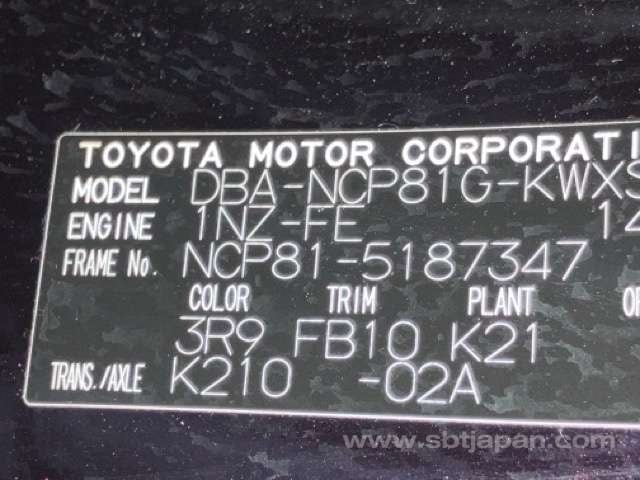 TOYOTA MOTOR CORPORATI
MODEL DBA-NCP81G-KWXS
ENGINE 1NZ-FE 14
FRAME No. NCP81-5187347
COLOR TRIM PLANT OP
3R9 FB10 K21
TRANS./AXLE K210 -02A
www.sbtjapan.com